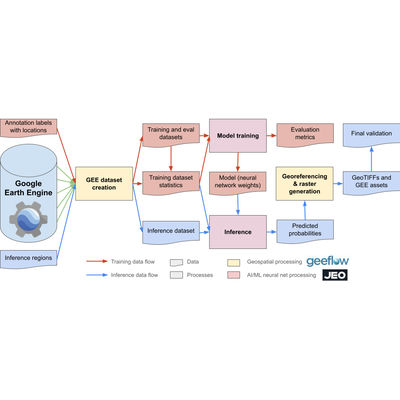 Annotation labels
with locations
Google
Earth Engine
Inference regions
GEE dataset
creation
Training and eval
datasets
Training dataset
statistics
Inference dataset
Model training
Model (neural
network weights)
Inference
Evaluation
metrics
Georeferencing
& raster
generation
Predicted
probabilities
Final validation
GeoTIFFs and
GEE assets
Training data flow
Data
Geospatial processing
geeflow
Inference data flow
Processes
AI/ML neural net processing
JEO